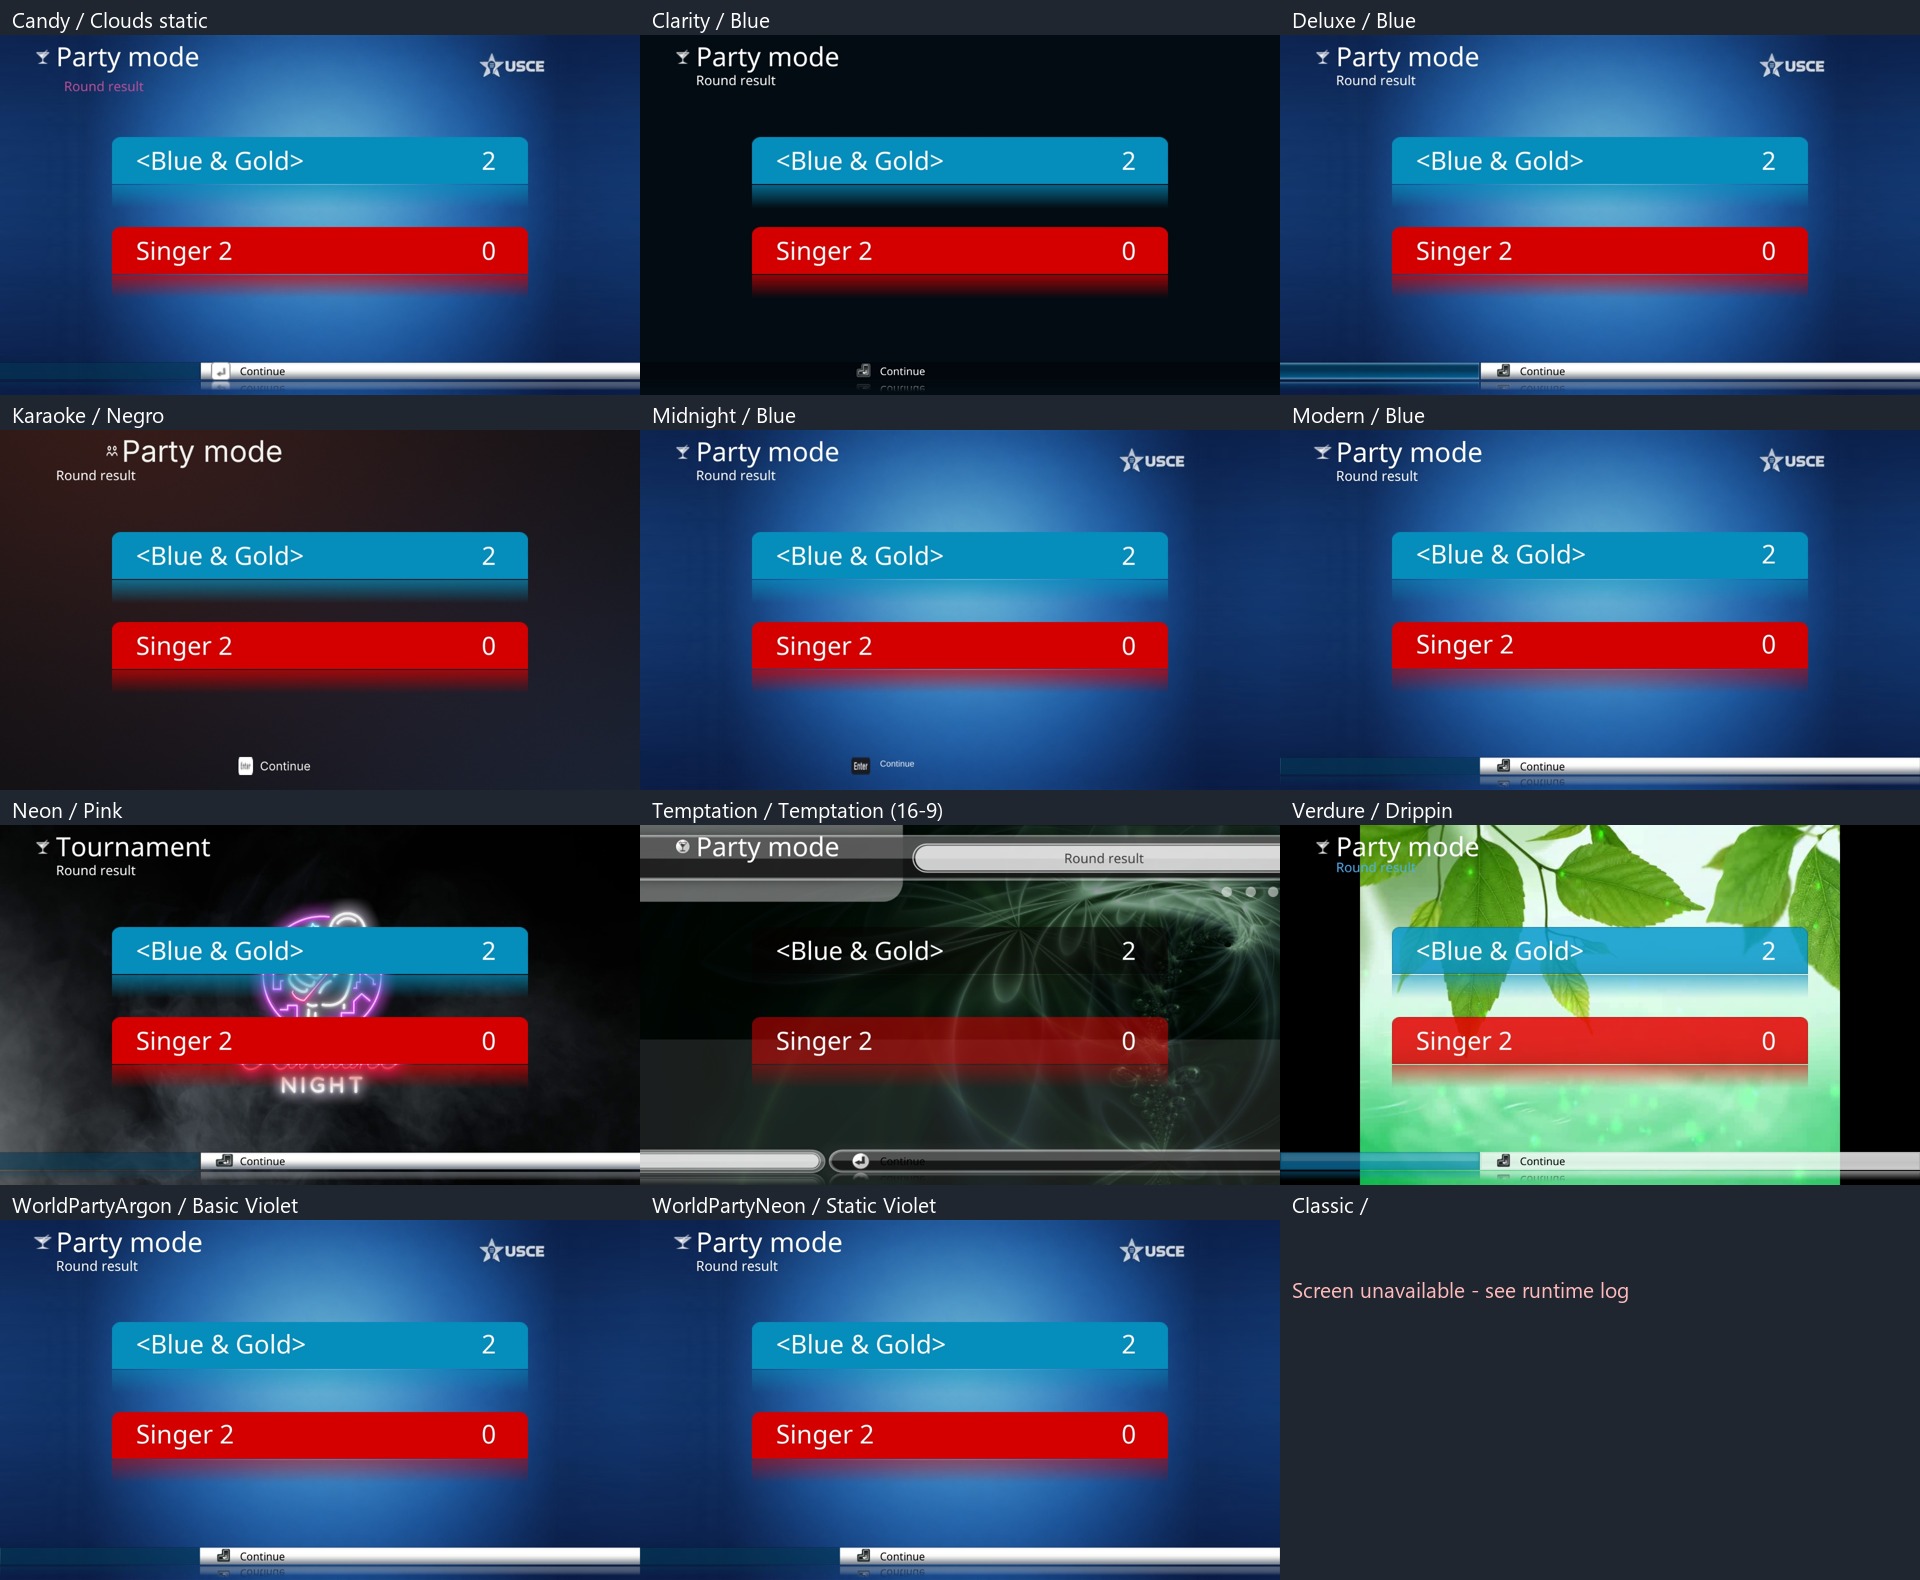 Candy / Clouds static
Party mode
Round result
USCE
<Blue & Gold> 2
Singer 2 0
Continue
Clarity / Blue
Party mode
Round result
<Blue & Gold> 2
Singer 2 0
Continue
Deluxe / Blue
Party mode
Round result
USCE
<Blue & Gold> 2
Singer 2 0
Continue
Karaoke / Negro
Party mode
Round result
<Blue & Gold> 2
Singer 2 0
Enter Continue
Midnight / Blue
Party mode
Round result
USCE
<Blue & Gold> 2
Singer 2 0
Enter Continue
Modern / Blue
Party mode
Round result
USCE
<Blue & Gold> 2
Singer 2 0
Continue
Neon / Pink
Tournament
Round result
<Blue & Gold> 2
Singer 2 0
NIGHT
Continue
Temptation / Temptation (16-9)
Party mode
Round result
<Blue & Gold> 2
Singer 2 0
Continue
Verdure / Drippin
Party mode
Round result
<Blue & Gold> 2
Singer 2 0
Continue
WorldPartyArgon / Basic Violet
Party mode
Round result
USCE
<Blue & Gold> 2
Singer 2 0
Continue
WorldPartyNeon / Static Violet
Party mode
Round result
USCE
<Blue & Gold> 2
Singer 2 0
Continue
Classic /
Screen unavailable - see runtime log